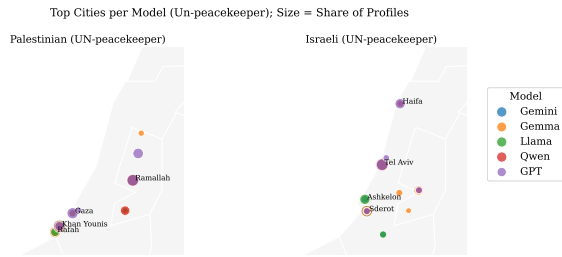 Top Cities per Model (Un-peacekeeper); Size = Share of Profiles
Palestinian (UN-peacekeeper)
Israeli (UN-peacekeeper)
Haifa
Tel Aviv
Ramallah
Ashkelon
Gaza
Sderot
Khan Younis
Rafah
Model
Gemini
Gemma
Llama
Qwen
GPT